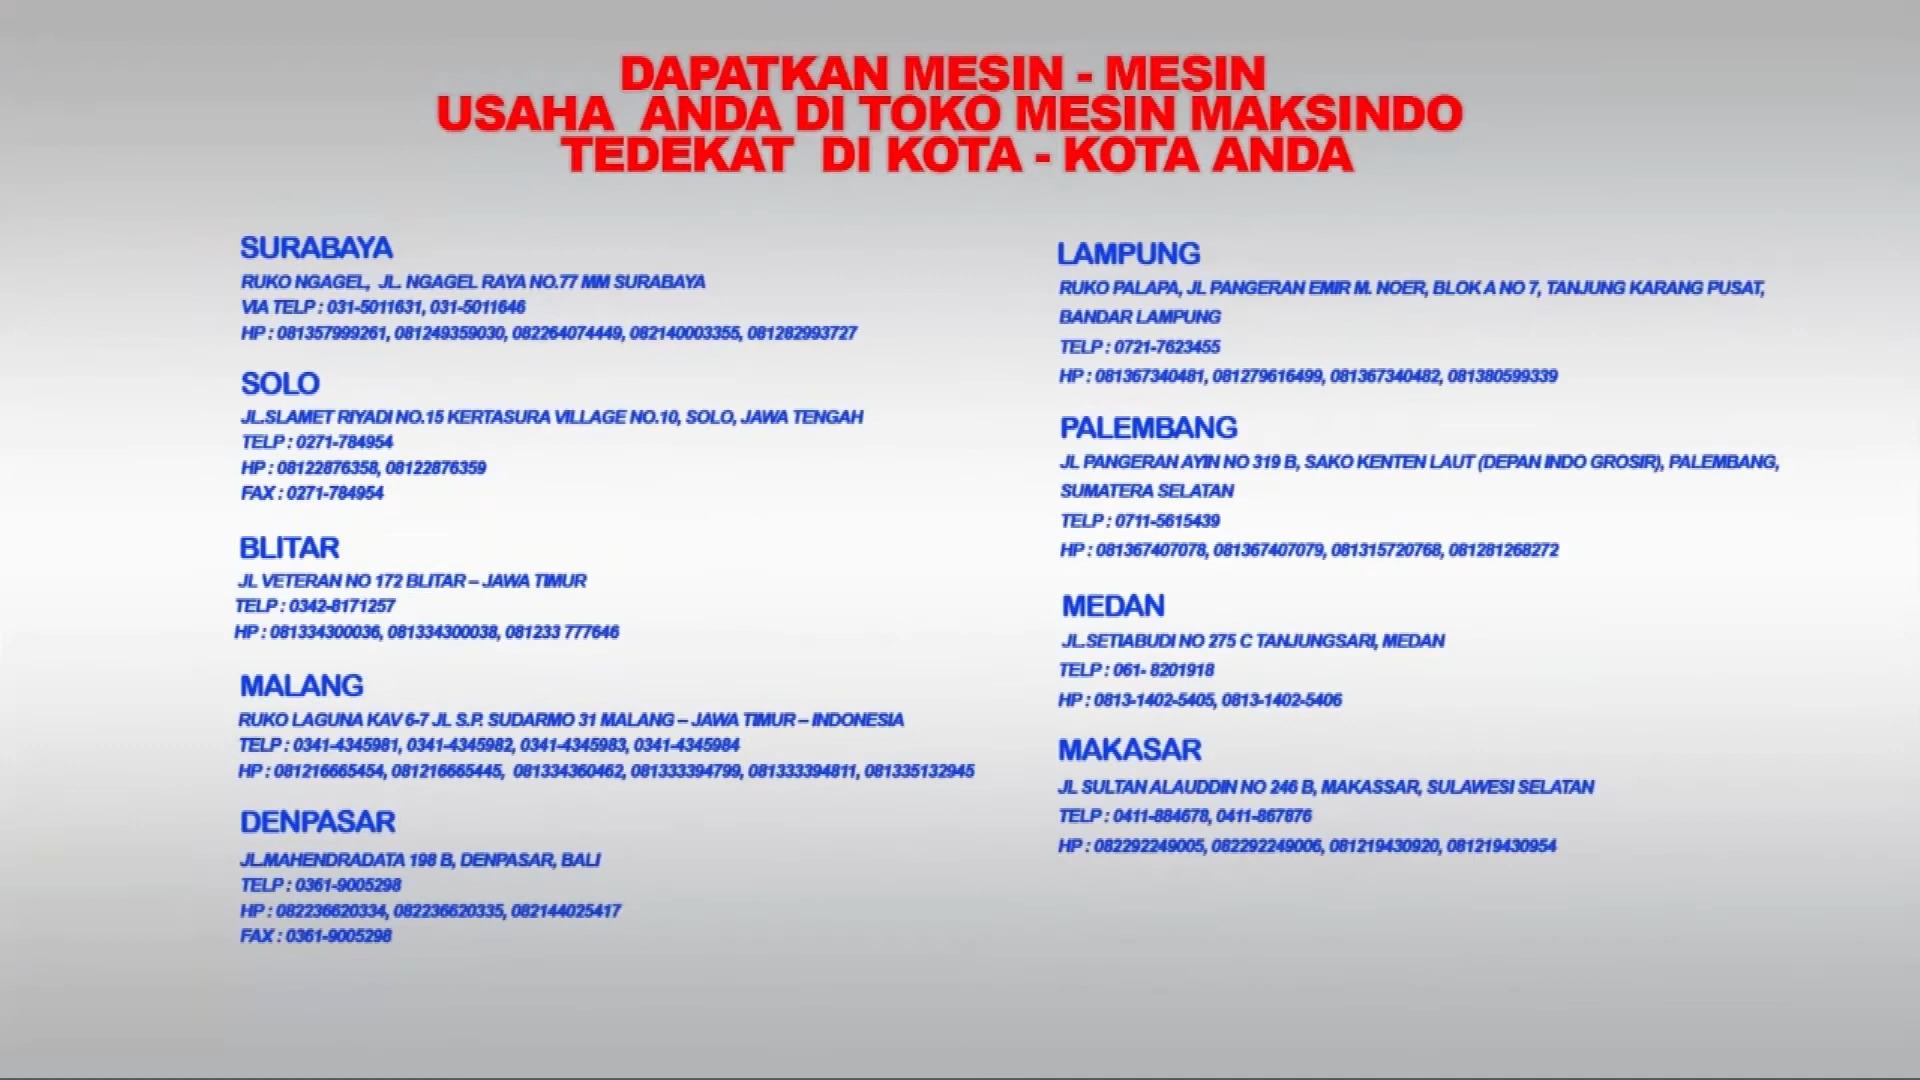 DAPATKAN MESIN - MESIN
USAHA ANDA DI TOKO MESIN MAKSINDO
TEDEKAT DI KOTA - KOTA ANDA
SURABAYA
RUKO NGAGEL, JL. NGAGEL RAYA NO.77 MM SURABAYA
VIA TELP : 031-5011631, 031-5011646
HP : 081357999261, 081249359030, 082264074449, 082140003355, 081282993727
SOLO
JL.SLAMET RIYADI NO.15 KERTASURA VILLAGE NO.10, SOLO, JAWA TENGAH
TELP : 0271-784954
HP : 08122876358, 08122876359
FAX : 0271-784954
BLITAR
JL VETERAN NO 172 BLITAR – JAWA TIMUR
TELP : 0342-8171257
HP : 081334300036, 081334300038, 081233 777646
MALANG
RUKO LAGUNA KAV 6-7 JL S.P. SUDARMO 31 MALANG – JAWA TIMUR – INDONESIA
TELP : 0341-4345981, 0341-4345982, 0341-4345983, 0341-4345984
HP : 081216665454, 081216665445, 081334360462, 081333394799, 081333394811, 081335132945
DENPASAR
JL.MAHENDRADATA 198 B, DENPASAR, BALI
TELP : 0361-9005298
HP : 082236620334, 082236620335, 082144025417
FAX : 0361-9005298
LAMPUNG
RUKO PALAPA, JL PANGERAN EMIR M. NOER, BLOK A NO 7, TANJUNG KARANG PUSAT,
BANDAR LAMPUNG
TELP : 0721-7623455
HP : 081367340481, 081279616499, 081367340482, 081380599339
PALEMBANG
JL PANGERAN AYIN NO 319 B, SAKO KENTEN LAUT (DEPAN INDO GROSIR), PALEMBANG,
SUMATERA SELATAN
TELP : 0711-5615439
HP : 081367407078, 081367407079, 081315720768, 081281268272
MEDAN
JL.SETIABUDI NO 275 C TANJUNGSARI, MEDAN
TELP : 061- 8201918
HP : 0813-1402-5405, 0813-1402-5406
MAKASAR
JL SULTAN ALAUDDIN NO 246 B, MAKASSAR, SULAWESI SELATAN
TELP : 0411-884678, 0411-867876
HP : 082292249005, 082292249006, 081219430920, 081219430954